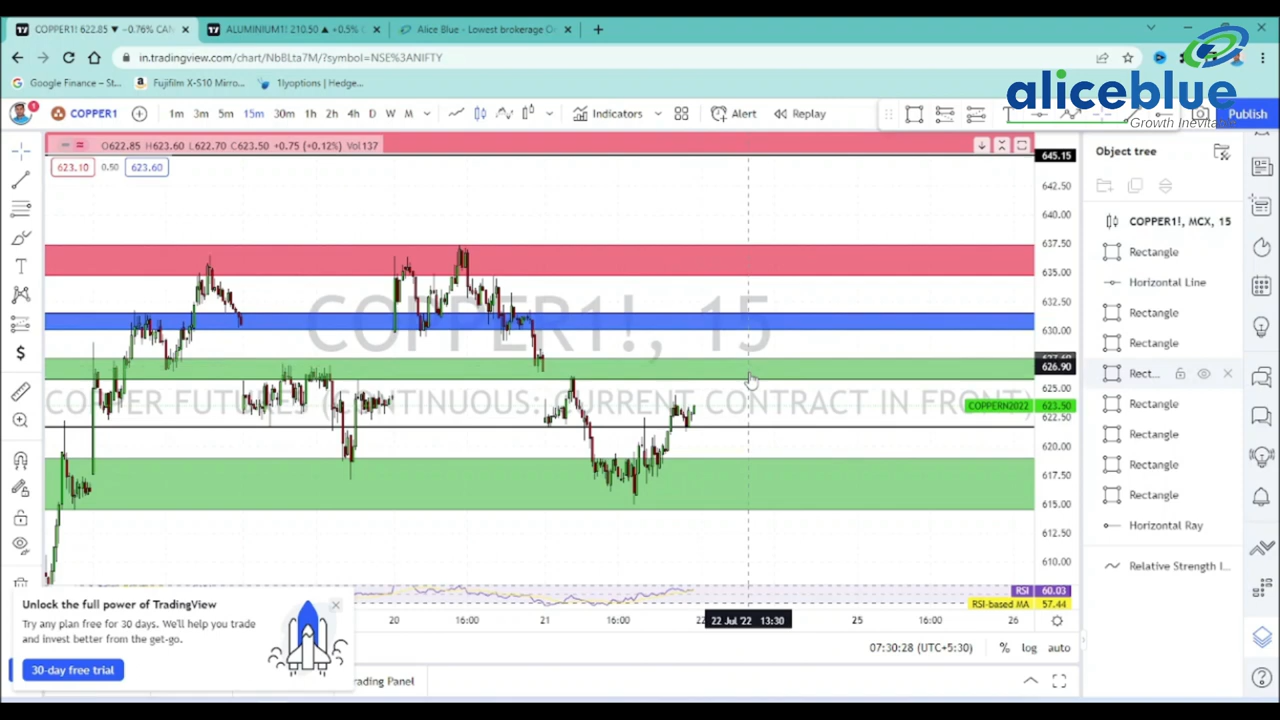 COPPER1! 622.85 ▼ −0.76% CAN
ALUMINIUM1! 210.50 ▲ +0.5%
Alice Blue - Lowest brokerage
in.tradingview.com/chart/NbBLta7M/?symbol=NSE%3ANIFTY
Google Finance – St...
Fujifilm X-S10 Mirro...
1lyoptions | Hedge...
aliceblue
Growth
1
COPPER1
1m 3m 5m 15m 30m 1h 2h 4h D W M
Indicators
Alert
Replay
Publish
O622.85 H623.60 L622.70 C623.50 +0.75 (+0.12%) Vol137
623.10 0.50 623.60
COPPER1!, 15
COPPER FUTURES CONTINUOUS: CURRENT CONTRACT IN FRONT
645.15
642.50
640.00
637.50
635.00
632.50
630.00
626.90
625.00
COPPERN2022 623.50
622.50
620.00
617.50
615.00
612.50
610.00
RSI 60.03
RSI-based MA 57.44
20 16:00 21 16:00 22 22 Jul '22 13:30 25 16:00 26
07:30:28 (UTC+5:30) % log auto
rading Panel
Object tree
COPPER1!, MCX, 15
Rectangle
Horizontal Line
Rectangle
Rectangle
Rect...
Rectangle
Rectangle
Rectangle
Rectangle
Horizontal Ray
Relative Strength I...
Unlock the full power of TradingView
Try any plan free for 30 days. We'll help you trade
and invest better from the get-go.
30-day free trial